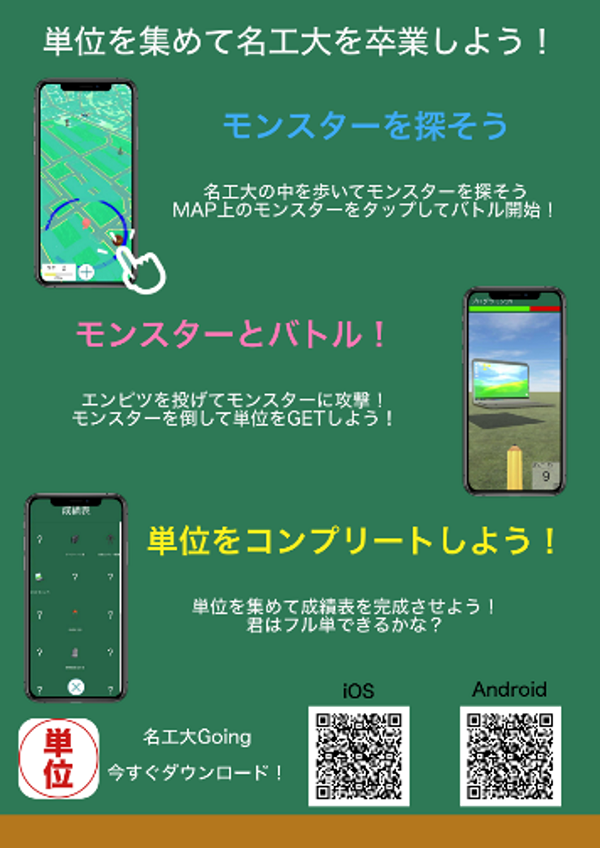 単位を集めて名工大を卒業しよう！
モンスターを探そう
名工大の中を歩いてモンスターを探そう
MAP上のモンスターをタップしてバトル開始！
モンスターとバトル！
エンピツを投げてモンスターに攻撃！
モンスターを倒して単位をGETしよう！
9
成績表
単位をコンプリートしよう！
単位を集めて成績表を完成させよう！
君はフル単できるかな？
iOS
Android
単位
名工大Going
今すぐダウンロード！